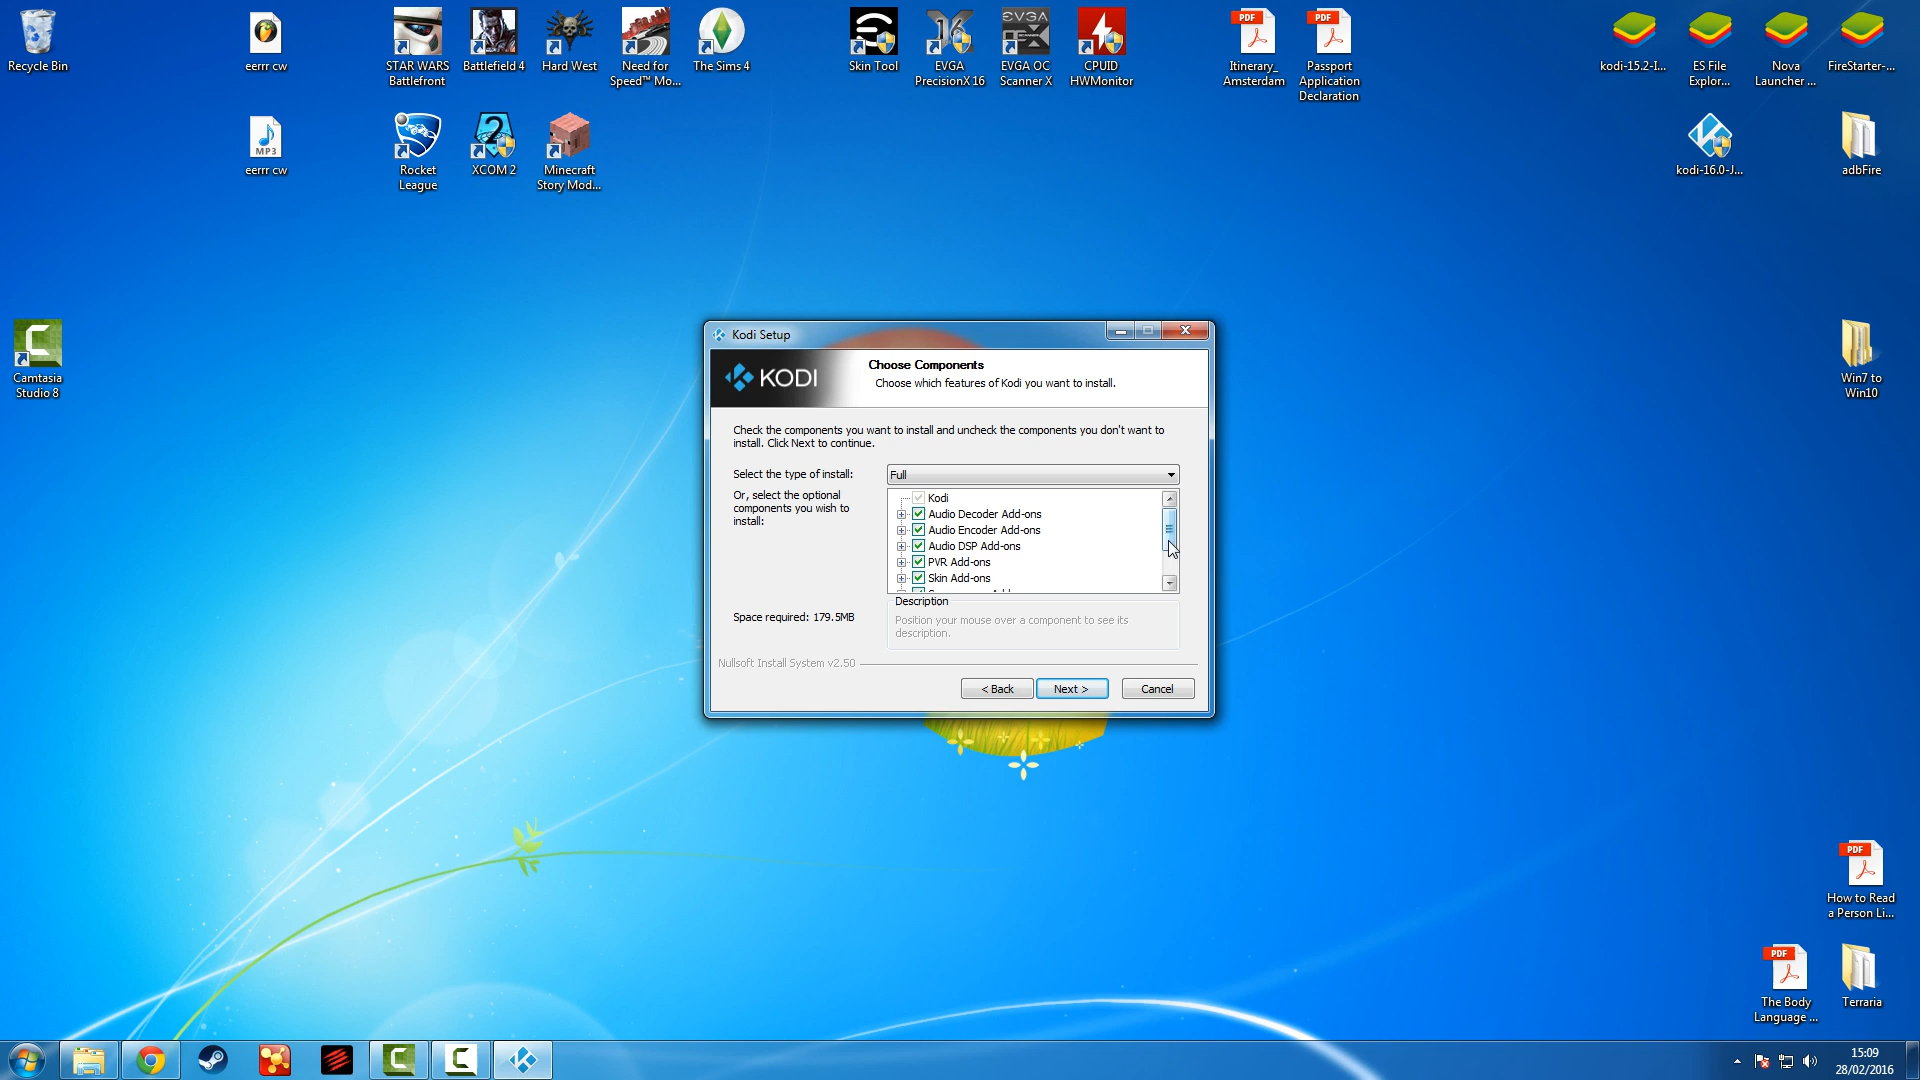 Recycle Bin
eerrr cw
STAR WARS
Battlefront
Battlefield 4
Hard West
Need for
Speed™ Mo...
The Sims 4
Skin Tool
EVGA
PrecisionX 16
EVGA OC
Scanner X
CPUID
HWMonitor
PDF
Itinerary_
Amsterdam
PDF
Passport
Application
Declaration
kodi-15.2-I...
ES File
Explor...
Nova
Launcher ...
FireStarter-...
MP3
eerrr cw
Rocket
League
XCOM 2
Minecraft
Story Mod...
kodi-16.0-J...
adbFire
Camtasia
Studio 8
Win7 to
Win10
Kodi Setup
KODI
Choose Components
Choose which features of Kodi you want to install.
Check the components you want to install and uncheck the components you don't want to
install. Click Next to continue.
Select the type of install:
Full
Or, select the optional
components you wish to
install:
Kodi
Audio Decoder Add-ons
Audio Encoder Add-ons
Audio DSP Add-ons
PVR Add-ons
Skin Add-ons
Space required: 179.5MB
Description
Position your mouse over a component to see its
description.
Nullsoft Install System v2.50
< Back
Next >
Cancel
PDF
How to Read
a Person Li...
PDF
The Body
Language ...
Terraria
15:09
28/02/2016